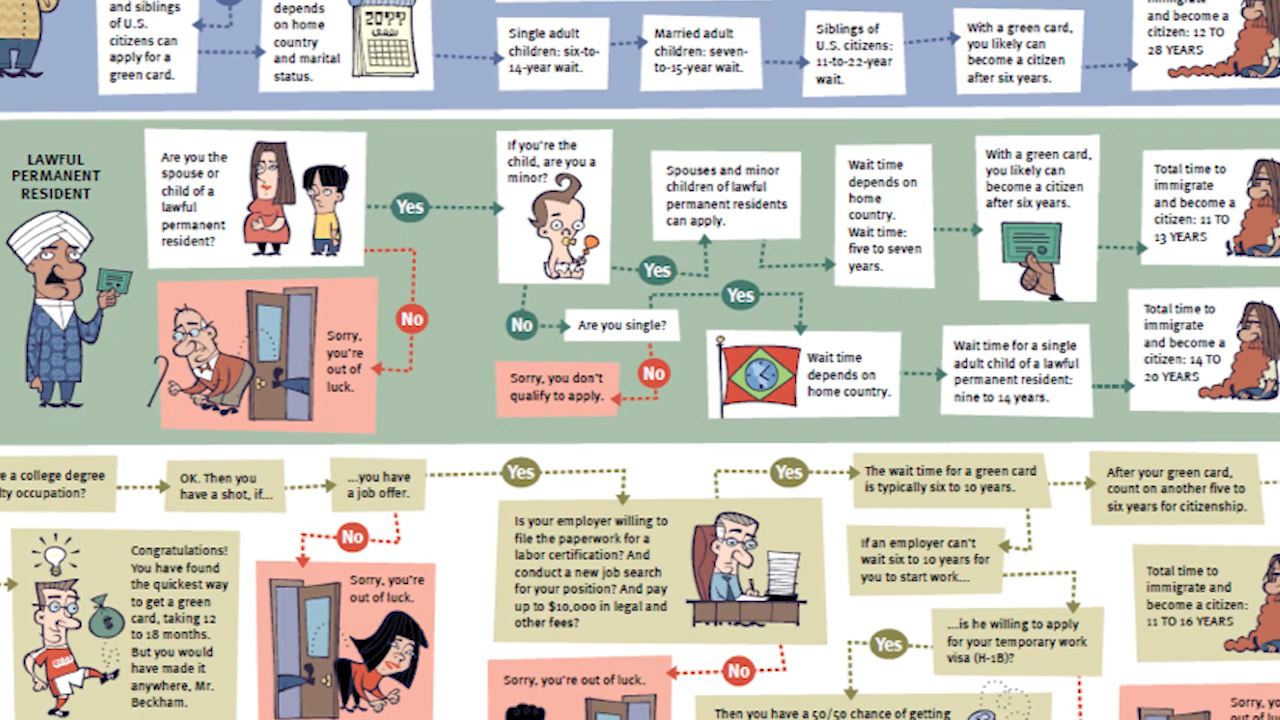 and siblings
of U.S.
citizens can
apply for a
green card.
depends
on home
country
and marital
status.
20??
Single adult
children: six-to-
14-year wait.
Married adult
children: seven-
to-15-year wait.
Siblings of
U.S. citizens:
11-to-22-year
wait.
With a green card,
you likely can
become a citizen
after six years.
immigrate
and become a
citizen: 12 TO
28 YEARS
LAWFUL
PERMANENT
RESIDENT
Are you the
spouse or
child of a
lawful
permanent
resident?
Yes
No
Sorry,
you're
out of
luck.
If you're the
child, are you a
minor?
Yes
Spouses and minor
children of lawful
permanent residents
can apply.
Wait time
depends on
home
country.
Wait time:
five to seven
years.
With a green card,
you likely can
become a citizen
after six years.
Total time to
immigrate
and become a
citizen: 11 TO
13 YEARS
No
Are you single?
Yes
No
Sorry, you don't
qualify to apply.
Wait time
depends on
home country.
Wait time for a single
adult child of a lawful
permanent resident:
nine to 14 years.
Total time to
immigrate
and become a
citizen: 14 TO
20 YEARS
e a college degree
lty occupation?
OK. Then you
have a shot, if...
...you have
a job offer.
Yes
No
Sorry, you're
out of luck.
Congratulations!
You have found
the quickest way
to get a green
card, taking 12
to 18 months.
But you would
have made it
anywhere, Mr.
Beckham.
$
Is your employer willing to
file the paperwork for a
labor certification? And
conduct a new job search
for your position? And pay
up to $10,000 in legal and
other fees?
Yes
No
Sorry, you're out of luck.
The wait time for a green card
is typically six to 10 years.
After your green card,
count on another five to
six years for citizenship.
If an employer can't
wait six to 10 years for
you to start work...
...is he willing to apply
for your temporary work
visa (H-1B)?
Yes
Then you have a 50/50 chance of getting
Total time to
immigrate and
become a citizen:
11 TO 16 YEARS
Sorry, yo